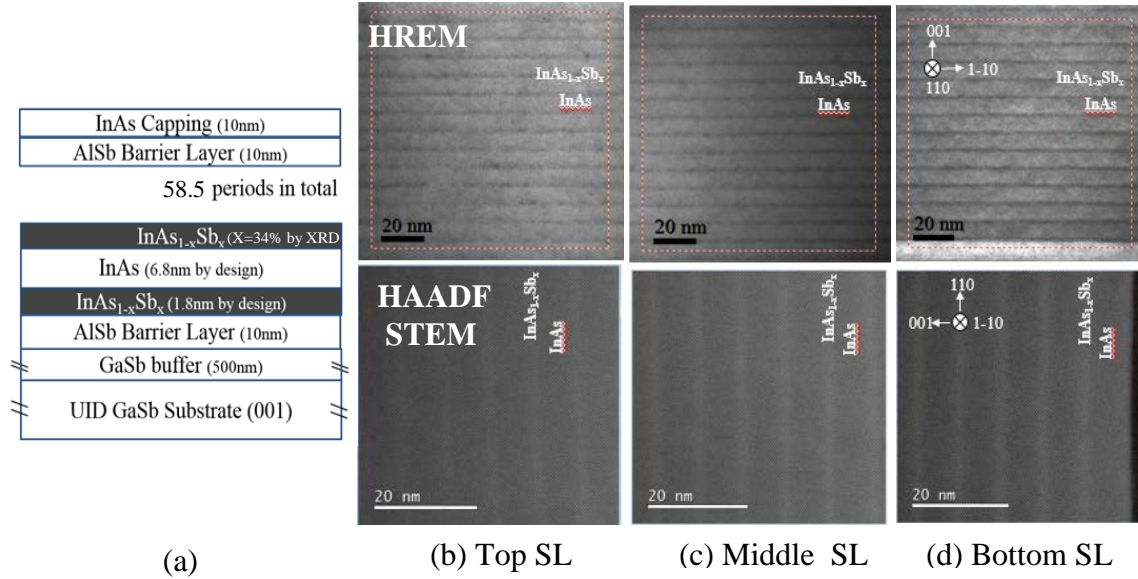 InAs Capping (10nm)
AlSb Barrier Layer (10nm)
58.5 periods in total
InAs1-xSbx (X=34% by XRD
InAs (6.8nm by design)
InAs1-xSbx (1.8nm by design)
AlSb Barrier Layer (10nm)
GaSb buffer (500nm)
UID GaSb Substrate (001)
(a)
HREM
InAs1-xSbx
InAs
20 nm
InAs1-xSbx
InAs
20 nm
001
1-10
110
InAs1-xSbx
InAs
20 nm
HAADF
STEM
InAs1-xSbx
InAs
20 nm
(b) Top SL
InAs1-xSbx
InAs
20 nm
(c) Middle SL
110
001
1-10
InAs1-xSbx
InAs
20 nm
(d) Bottom SL